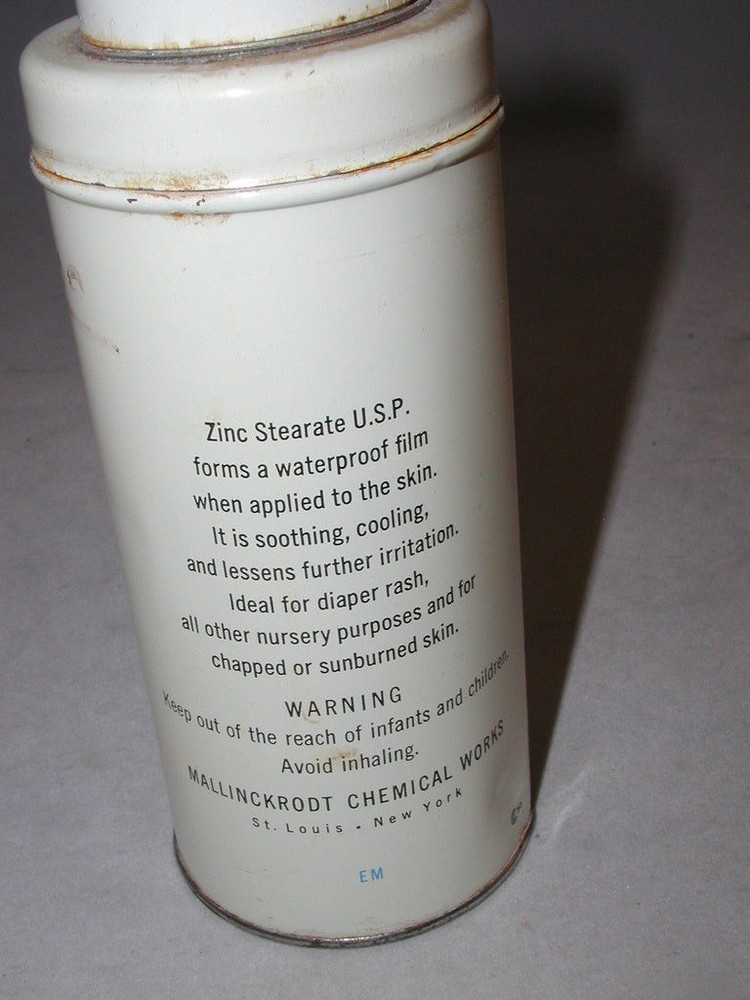 Zinc Stearate U.S.P.
forms a waterproof film
when applied to the skin.
It is soothing, cooling,
and lessens further irritation.
Ideal for diaper rash,
all other nursery purposes and for
chapped or sunburned skin.
WARNING
Keep out of the reach of infants and children.
Avoid inhaling.
MALLINCKRODT CHEMICAL WORKS
St. Louis - New York
EM